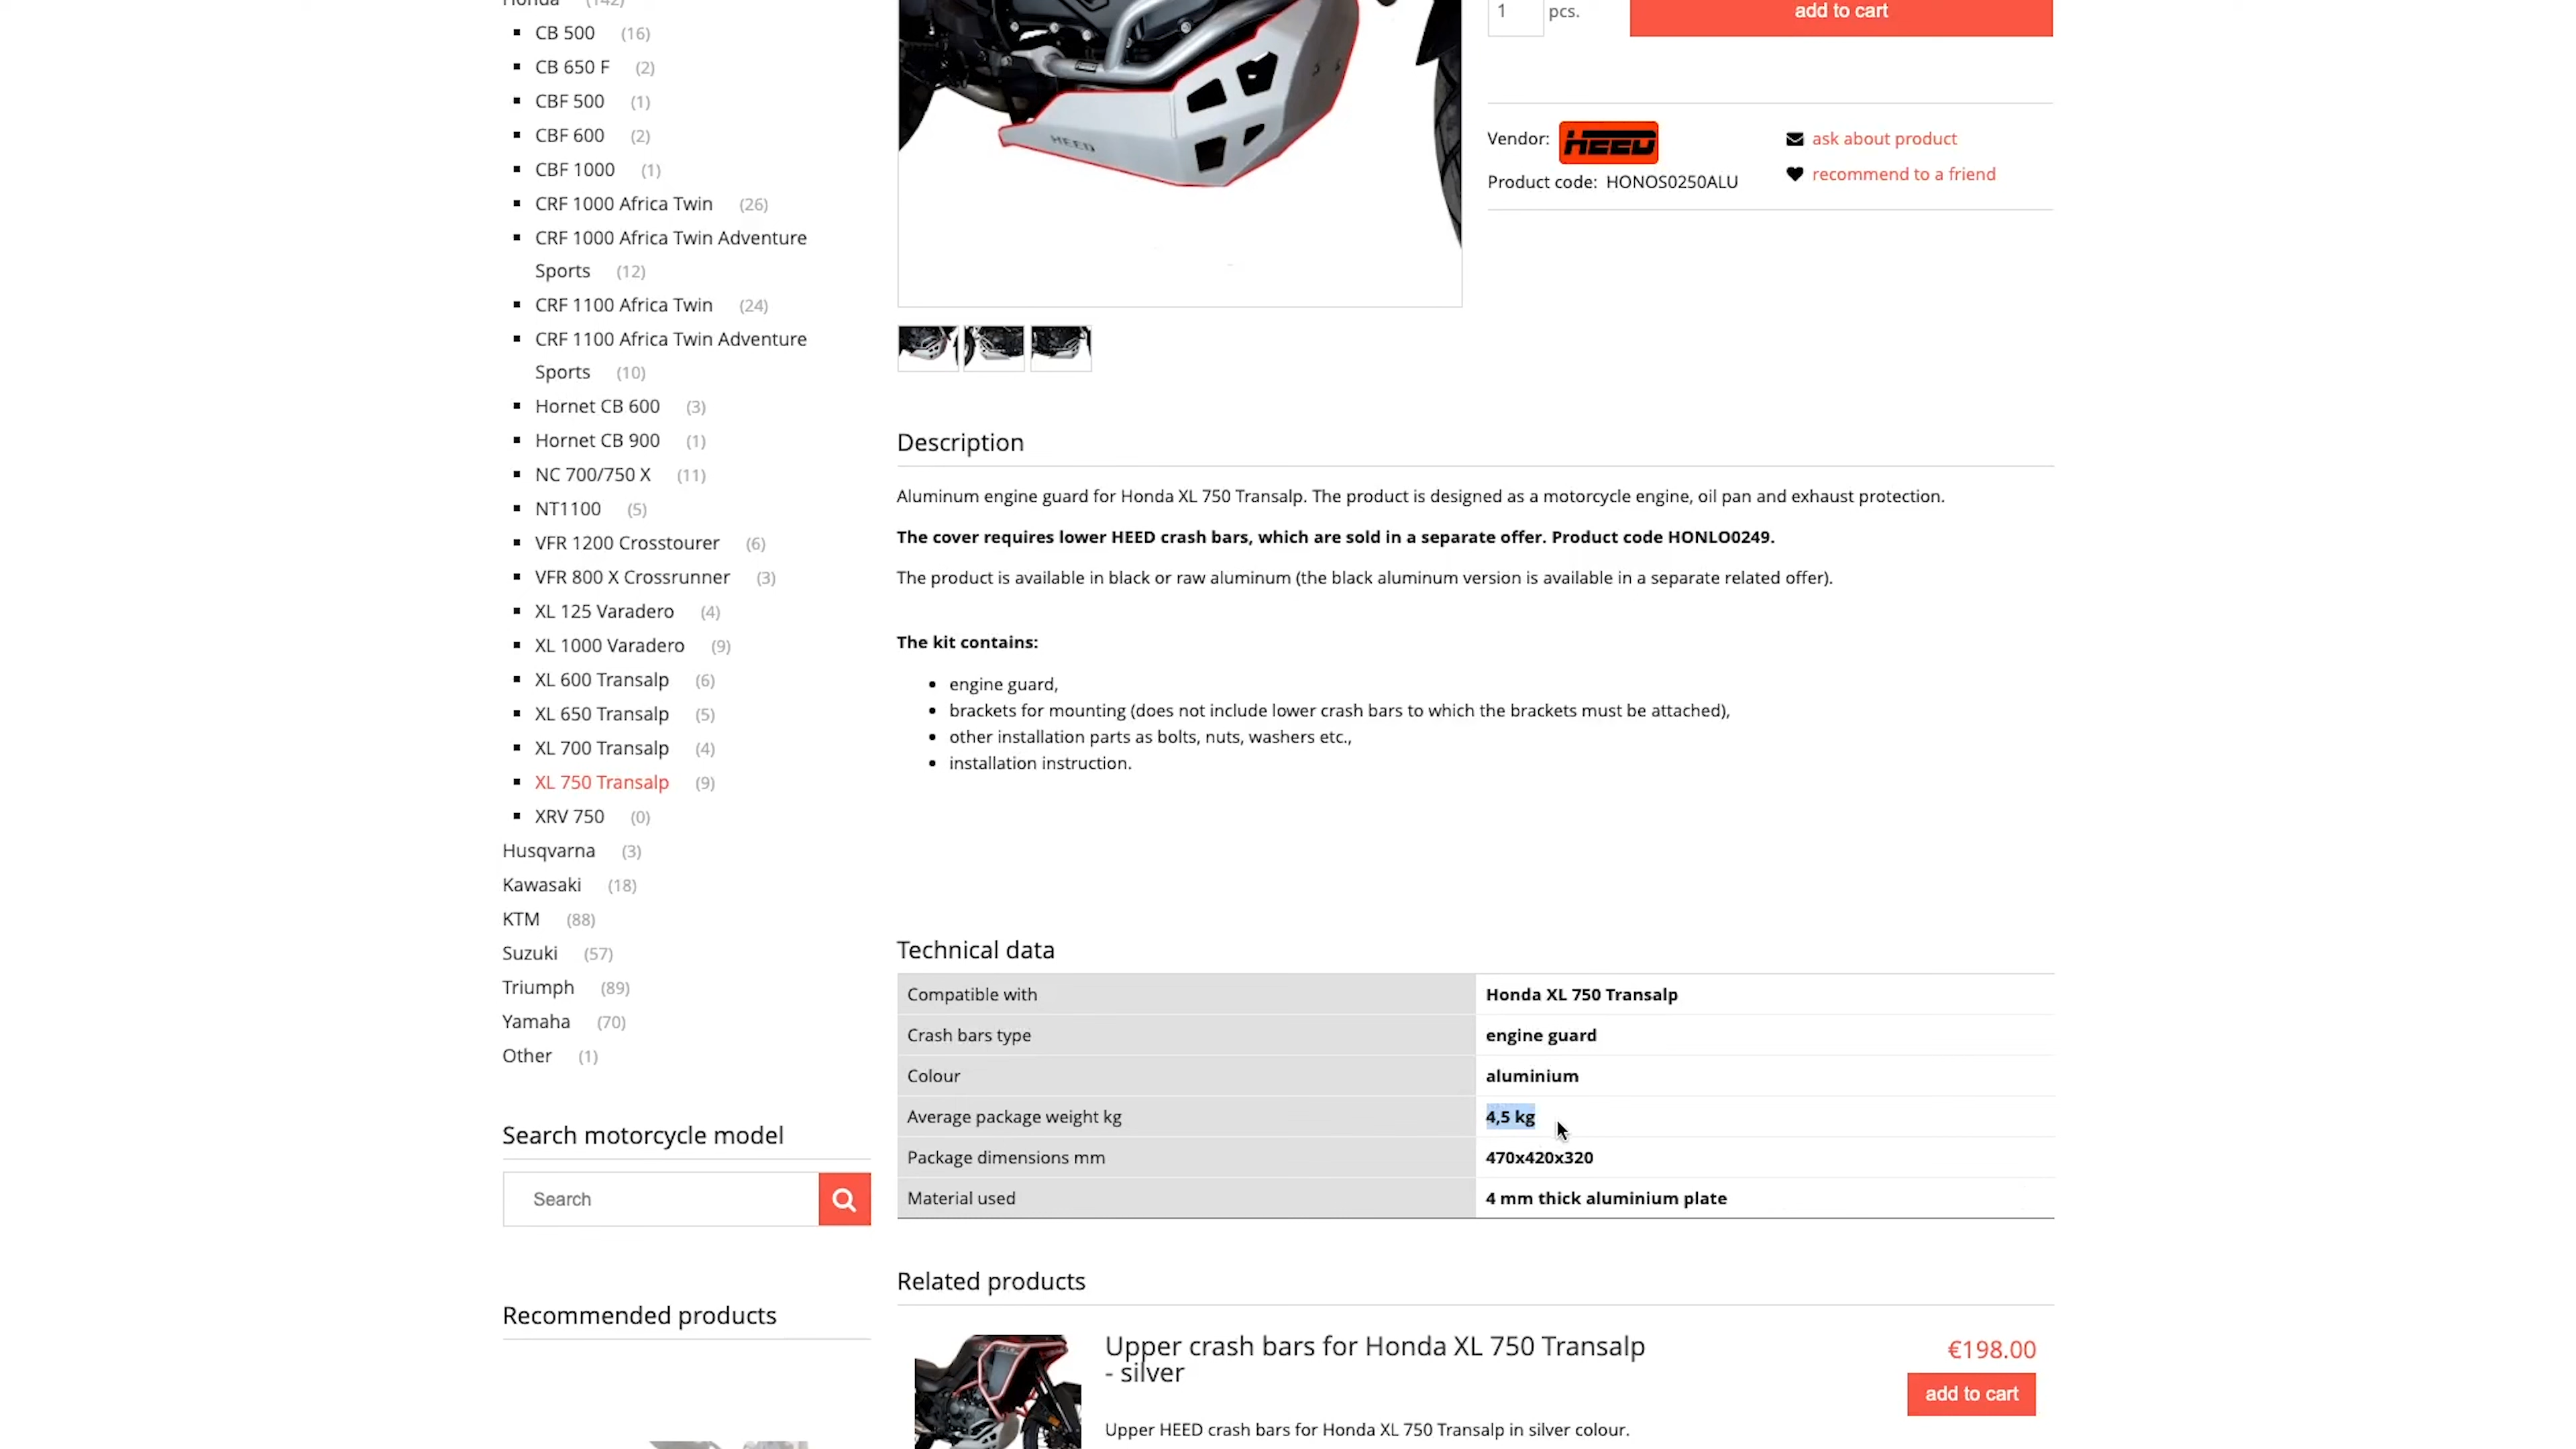 Honda (142)
CB 500 (16)
CB 650 F (2)
CBF 500 (1)
CBF 600 (2)
CBF 1000 (1)
CRF 1000 Africa Twin (26)
CRF 1000 Africa Twin Adventure
Sports (12)
CRF 1100 Africa Twin (24)
CRF 1100 Africa Twin Adventure
Sports (10)
Hornet CB 600 (3)
Hornet CB 900 (1)
NC 700/750 X (11)
NT1100 (5)
VFR 1200 Crosstourer (6)
VFR 800 X Crossrunner (3)
XL 125 Varadero (4)
XL 1000 Varadero (9)
XL 600 Transalp (6)
XL 650 Transalp (5)
XL 700 Transalp (4)
XL 750 Transalp (9)
XRV 750 (0)
Husqvarna (3)
Kawasaki (18)
KTM (88)
Suzuki (57)
Triumph (89)
Yamaha (70)
Other (1)
Search motorcycle model
Search
Recommended products
HEED
1 pcs.
add to cart
Vendor: HEED
ask about product
Product code: HONOS0250ALU
recommend to a friend
Description
Aluminum engine guard for Honda XL 750 Transalp. The product is designed as a motorcycle engine, oil pan and exhaust protection.
The cover requires lower HEED crash bars, which are sold in a separate offer. Product code HONLO0249.
The product is available in black or raw aluminum (the black aluminum version is available in a separate related offer).
The kit contains:
engine guard,
brackets for mounting (does not include lower crash bars to which the brackets must be attached),
other installation parts as bolts, nuts, washers etc.,
installation instruction.
Technical data
Compatible with Honda XL 750 Transalp
Crash bars type engine guard
Colour aluminium
Average package weight kg 4,5 kg
Package dimensions mm 470x420x320
Material used 4 mm thick aluminium plate
Related products
Upper crash bars for Honda XL 750 Transalp
- silver
€198.00
add to cart
Upper HEED crash bars for Honda XL 750 Transalp in silver colour.